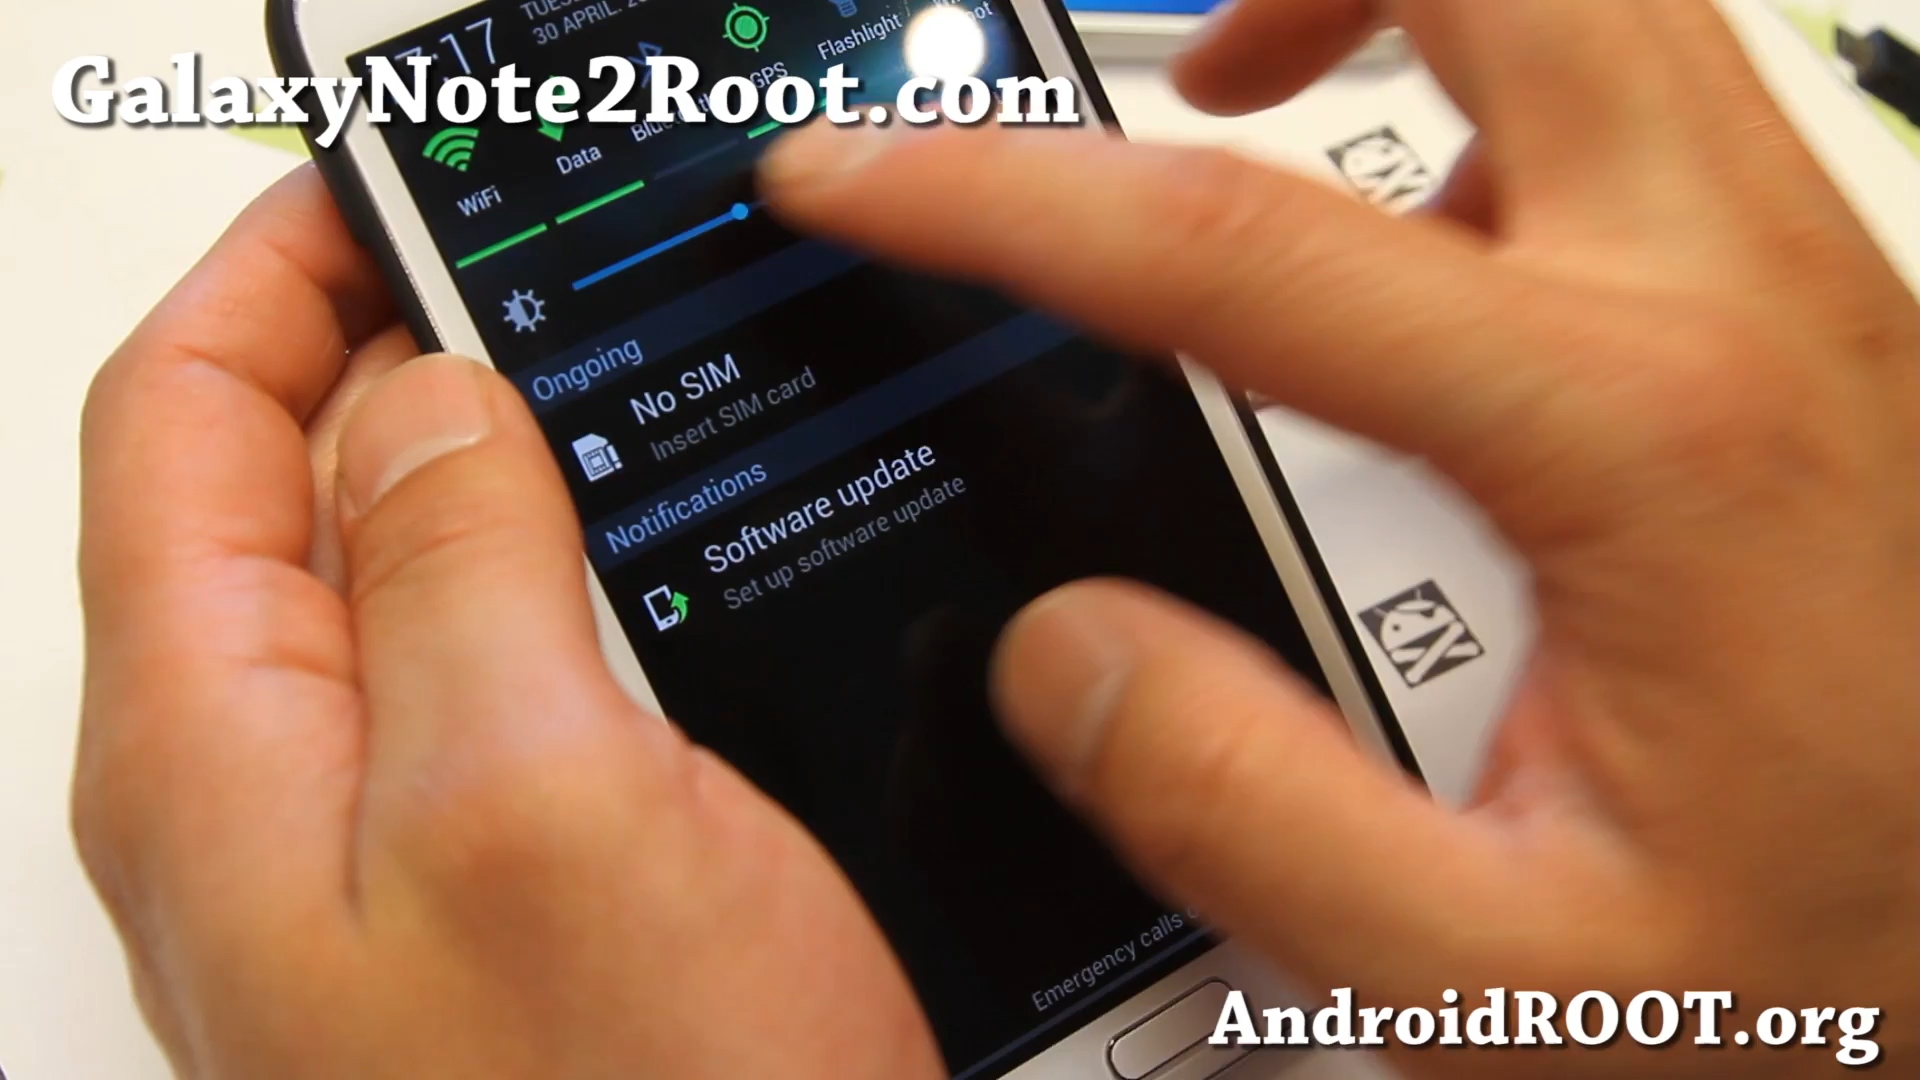 GalaxyNote2Root.com
:17
30 APRIL.
WiFi
Data
GPS
Flashlight
Ongoing
No SIM
Insert SIM card
Notifications
Software update
Set up software update
Emergency calls
AndroidROOT.org